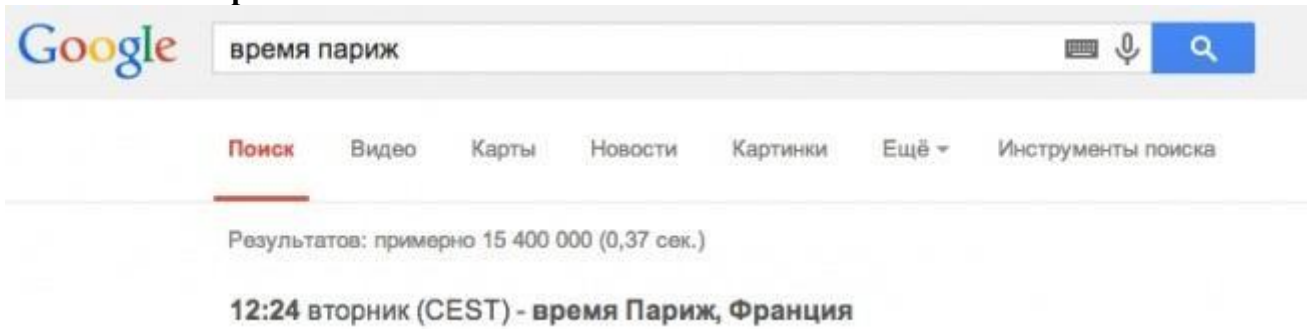 Google время париж
Поиск Видео Карты Новости Картинки Ещё Инструменты поиска
Результатов: примерно 15 400 000 (0,37 сек.)
12:24 вторник (CEST) - время Париж, Франция